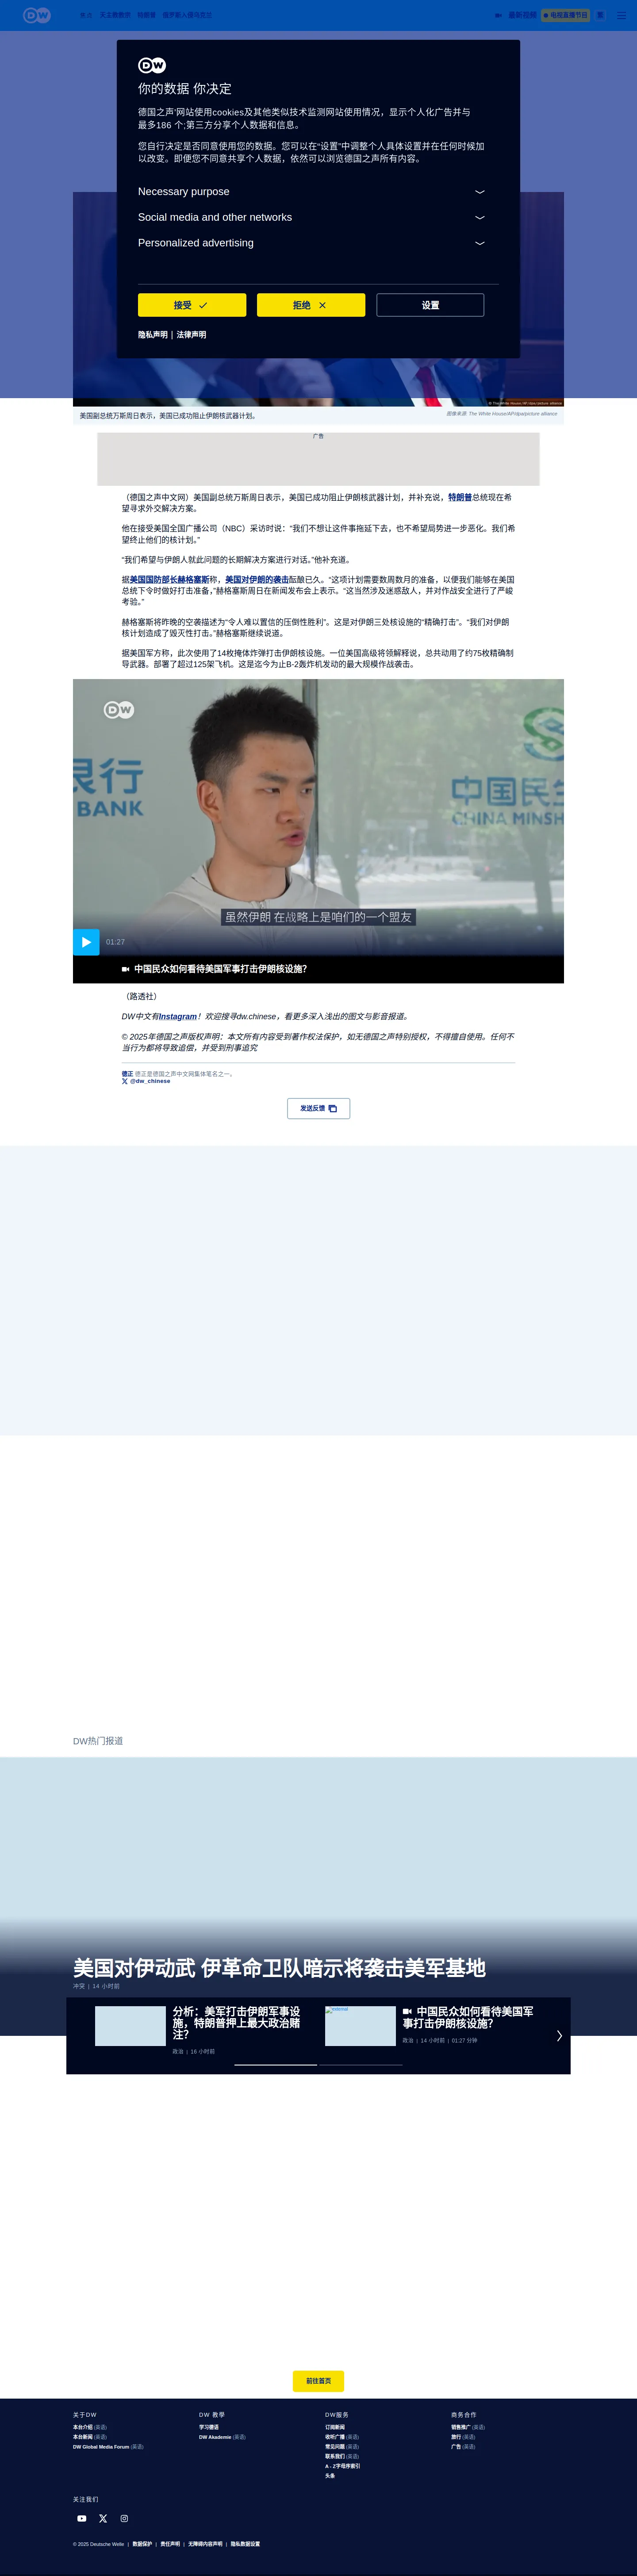 DW
最新视频 电视直播节目
DW
你的数据 你决定
德国之声'网站使用cookies及其他类似技术监测网站使用情况，显示个人化广告并与
最多186 个;第三方分享个人数据和信息。
您自行决定是否同意使用您的数据。您可以在“设置”中调整个人具体设置并在任何时候加
以改变。即便您不同意共享个人数据，依然可以浏览德国之声所有内容。
Necessary purpose
Social media and other networks
Personalized advertising
接受 拒绝 设置
隐私声明 | 法律声明
© The White House/AP/dpa/picture alliance
美国副总统万斯周日表示，美国已成功阻止伊朗核武器计划。
图像来源: The White House/AP/dpa/picture alliance
广告
（德国之声中文网）美国副总统万斯周日表示，美国已成功阻止伊朗核武器计划，并补充说，特朗普总统现在希
望寻求外交解决方案。
他在接受美国全国广播公司（NBC）采访时说：“我们不想让这件事拖延下去，也不希望局势进一步恶化。我们希
望终止他们的核计划。”
“我们希望与伊朗人就此问题的长期解决方案进行对话。”他补充道。
据美国国防部长赫格塞斯称，美国对伊朗的袭击酝酿已久。“这项计划需要数周数月的准备，以便我们能够在美国
总统下令时做好打击准备，”赫格塞斯周日在新闻发布会上表示。“这当然涉及迷惑敌人，并对作战安全进行了严峻
考验。”
赫格塞斯将昨晚的空袭描述为“令人难以置信的压倒性胜利”。这是对伊朗三处核设施的“精确打击”。“我们对伊朗
核计划造成了毁灭性打击。”赫格塞斯继续说道。
据美国军方称，此次使用了14枚掩体炸弹打击伊朗核设施。一位美国高级将领解释说，总共动用了约75枚精确制
导武器。部署了超过125架飞机。这是迄今为止B-2轰炸机发动的最大规模作战袭击。
DW
银行
BANK
中国民生
CHINA MINSH
虽然伊朗 在战略上是咱们的一个盟友
01:27
中国民众如何看待美国军事打击伊朗核设施？
（路透社）
DW中文有Instagram！欢迎搜寻dw.chinese，看更多深入浅出的图文与影音报道。
© 2025年德国之声版权声明：本文所有内容受到著作权法保护，如无德国之声特别授权，不得擅自使用。任何不
当行为都将导致追偿，并受到刑事追究
德正 德正是德国之声中文网集体笔名之一。
@dw_chinese
发送反馈
DW热门报道
美国对伊动武 伊革命卫队暗示将袭击美军基地
冲突 | 14 小时前
分析：美军打击伊朗军事设
施，特朗普押上最大政治赌
注？
政治 | 16 小时前
external
中国民众如何看待美国军
事打击伊朗核设施？
政治 | 14 小时前 | 01:27 分钟
前往首页
关于DW
本台介绍 (英语)
本台新闻 (英语)
DW Global Media Forum (英语)
DW 教學
学习德语
DW Akademie (英语)
DW服务
订阅新闻
收听广播 (英语)
常见问题 (英语)
联系我们 (英语)
A - Z字母序索引
头条
商务合作
销售推广 (英语)
旅行 (英语)
广告 (英语)
关注我们
© 2025 Deutsche Welle | 数据保护 | 责任声明 | 无障碍内容声明 | 隐私数据设置